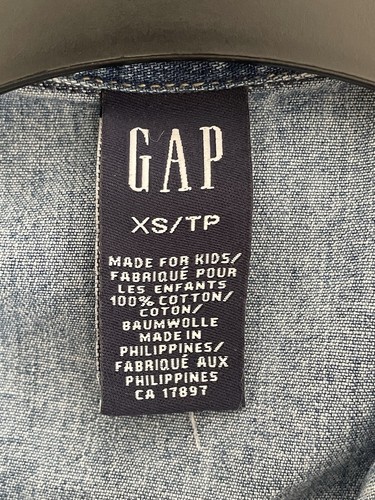 GAP
XS/TP
MADE FOR KIDS/
FABRIQUÉ POUR
LES ENFANTS
100% COTTON/
COTON/
BAUMWOLLE
MADE IN
PHILIPPINES/
FABRIQUÉ AUX
PHILIPPINES
CA 17897